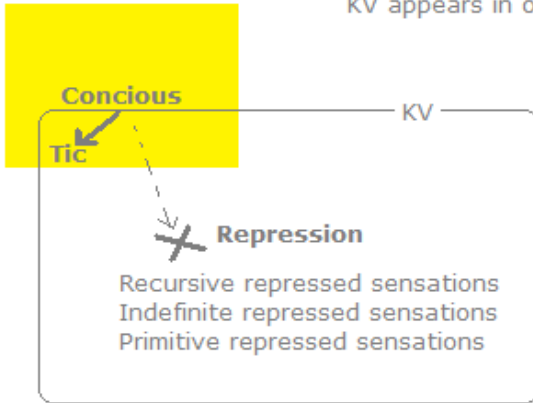 KV appears in
Concious
KV
Tic
Repression
Recursive repressed sensations
Indefinite repressed sensations
Primitive repressed sensations